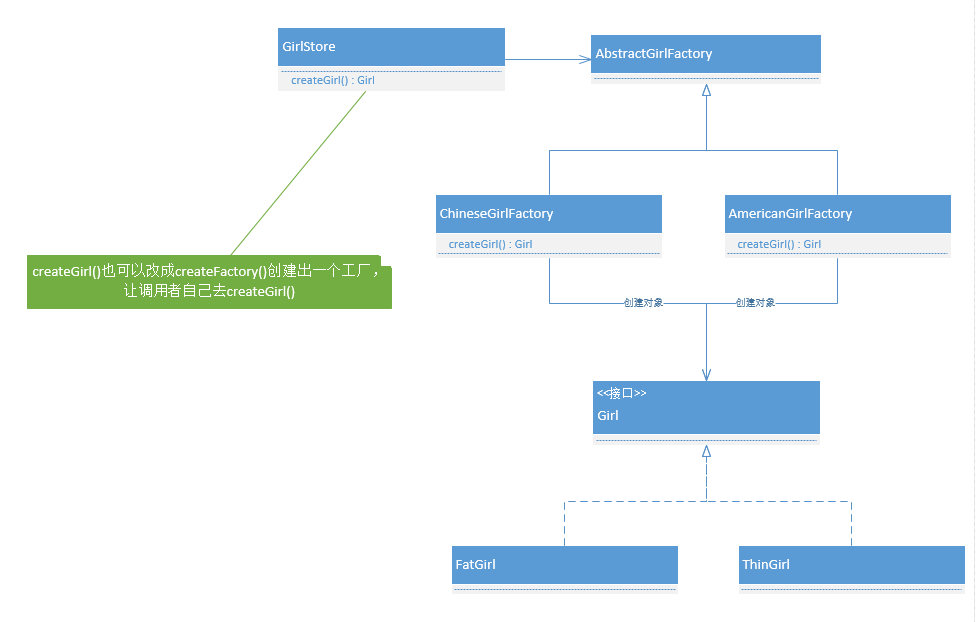 GirlStore
createGirl() : Girl
AbstractGirlFactory
ChineseGirlFactory
createGirl() : Girl
AmericanGirlFactory
createGirl() : Girl
createGirl()也可以改成createFactory()创建出一个工厂，
让调用者自己去createGirl()
创建对象
创建对象
<<接口>>
Girl
FatGirl
ThinGirl